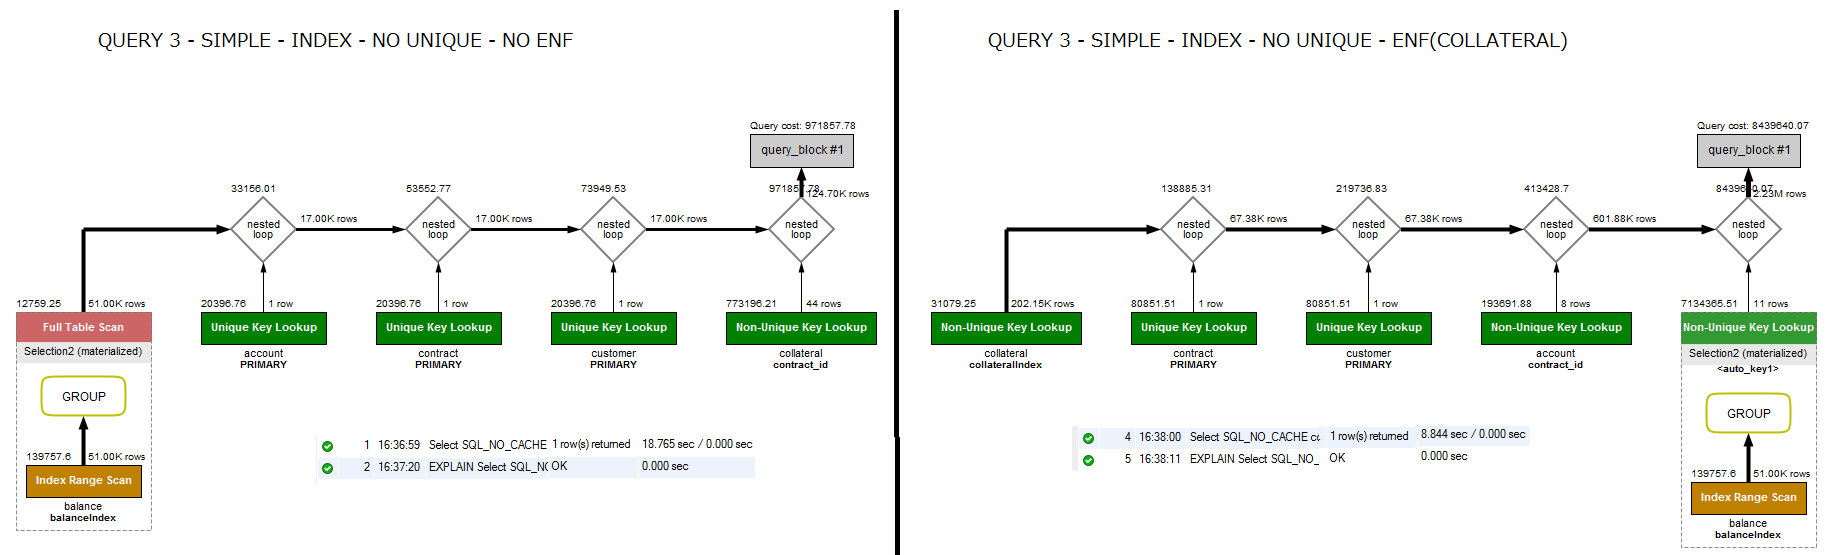 QUERY 3 - SIMPLE - INDEX - NO UNIQUE - NO ENF
Query cost: 971857.78
query_block #1
33156.01
53552.77
73949.53
971857.78
124.70K rows
nested
loop
17.00K rows
nested
loop
17.00K rows
nested
loop
17.00K rows
nested
loop
12759.25
51.00K rows
20396.76
1 row
20396.76
1 row
20396.76
1 row
773196.21
44 rows
Full Table Scan
Unique Key Lookup
Unique Key Lookup
Unique Key Lookup
Non-Unique Key Lookup
Selection2 (materialized)
account
PRIMARY
contract
PRIMARY
customer
PRIMARY
collateral
contract_id
GROUP
139757.6
51.00K rows
Index Range Scan
balance
balanceIndex
1 16:36:59 Select SQL_NO_CACHE 1 row(s) returned 18.765 sec / 0.000 sec
2 16:37:20 EXPLAIN Select SQL_N OK 0.000 sec
QUERY 3 - SIMPLE - INDEX - NO UNIQUE - ENF(COLLATERAL)
Query cost: 8439640.07
query_block #1
138885.31
219736.83
413428.7
8439640.07
2.23M rows
nested
loop
67.38K rows
nested
loop
67.38K rows
nested
loop
601.88K rows
nested
loop
31079.25
202.15K rows
80851.51
1 row
80851.51
1 row
193691.88
8 rows
7134365.51
11 rows
Non-Unique Key Lookup
Unique Key Lookup
Unique Key Lookup
Non-Unique Key Lookup
Non-Unique Key Lookup
collateral
collateralIndex
contract
PRIMARY
customer
PRIMARY
account
contract_id
Selection2 (materialized)
<auto_key1>
GROUP
139757.6
51.00K rows
Index Range Scan
balance
balanceIndex
4 16:38:00 Select SQL_NO_CACHE 1 row(s) returned 8.844 sec / 0.000 sec
5 16:38:11 EXPLAIN Select SQL_NO_ OK 0.000 sec